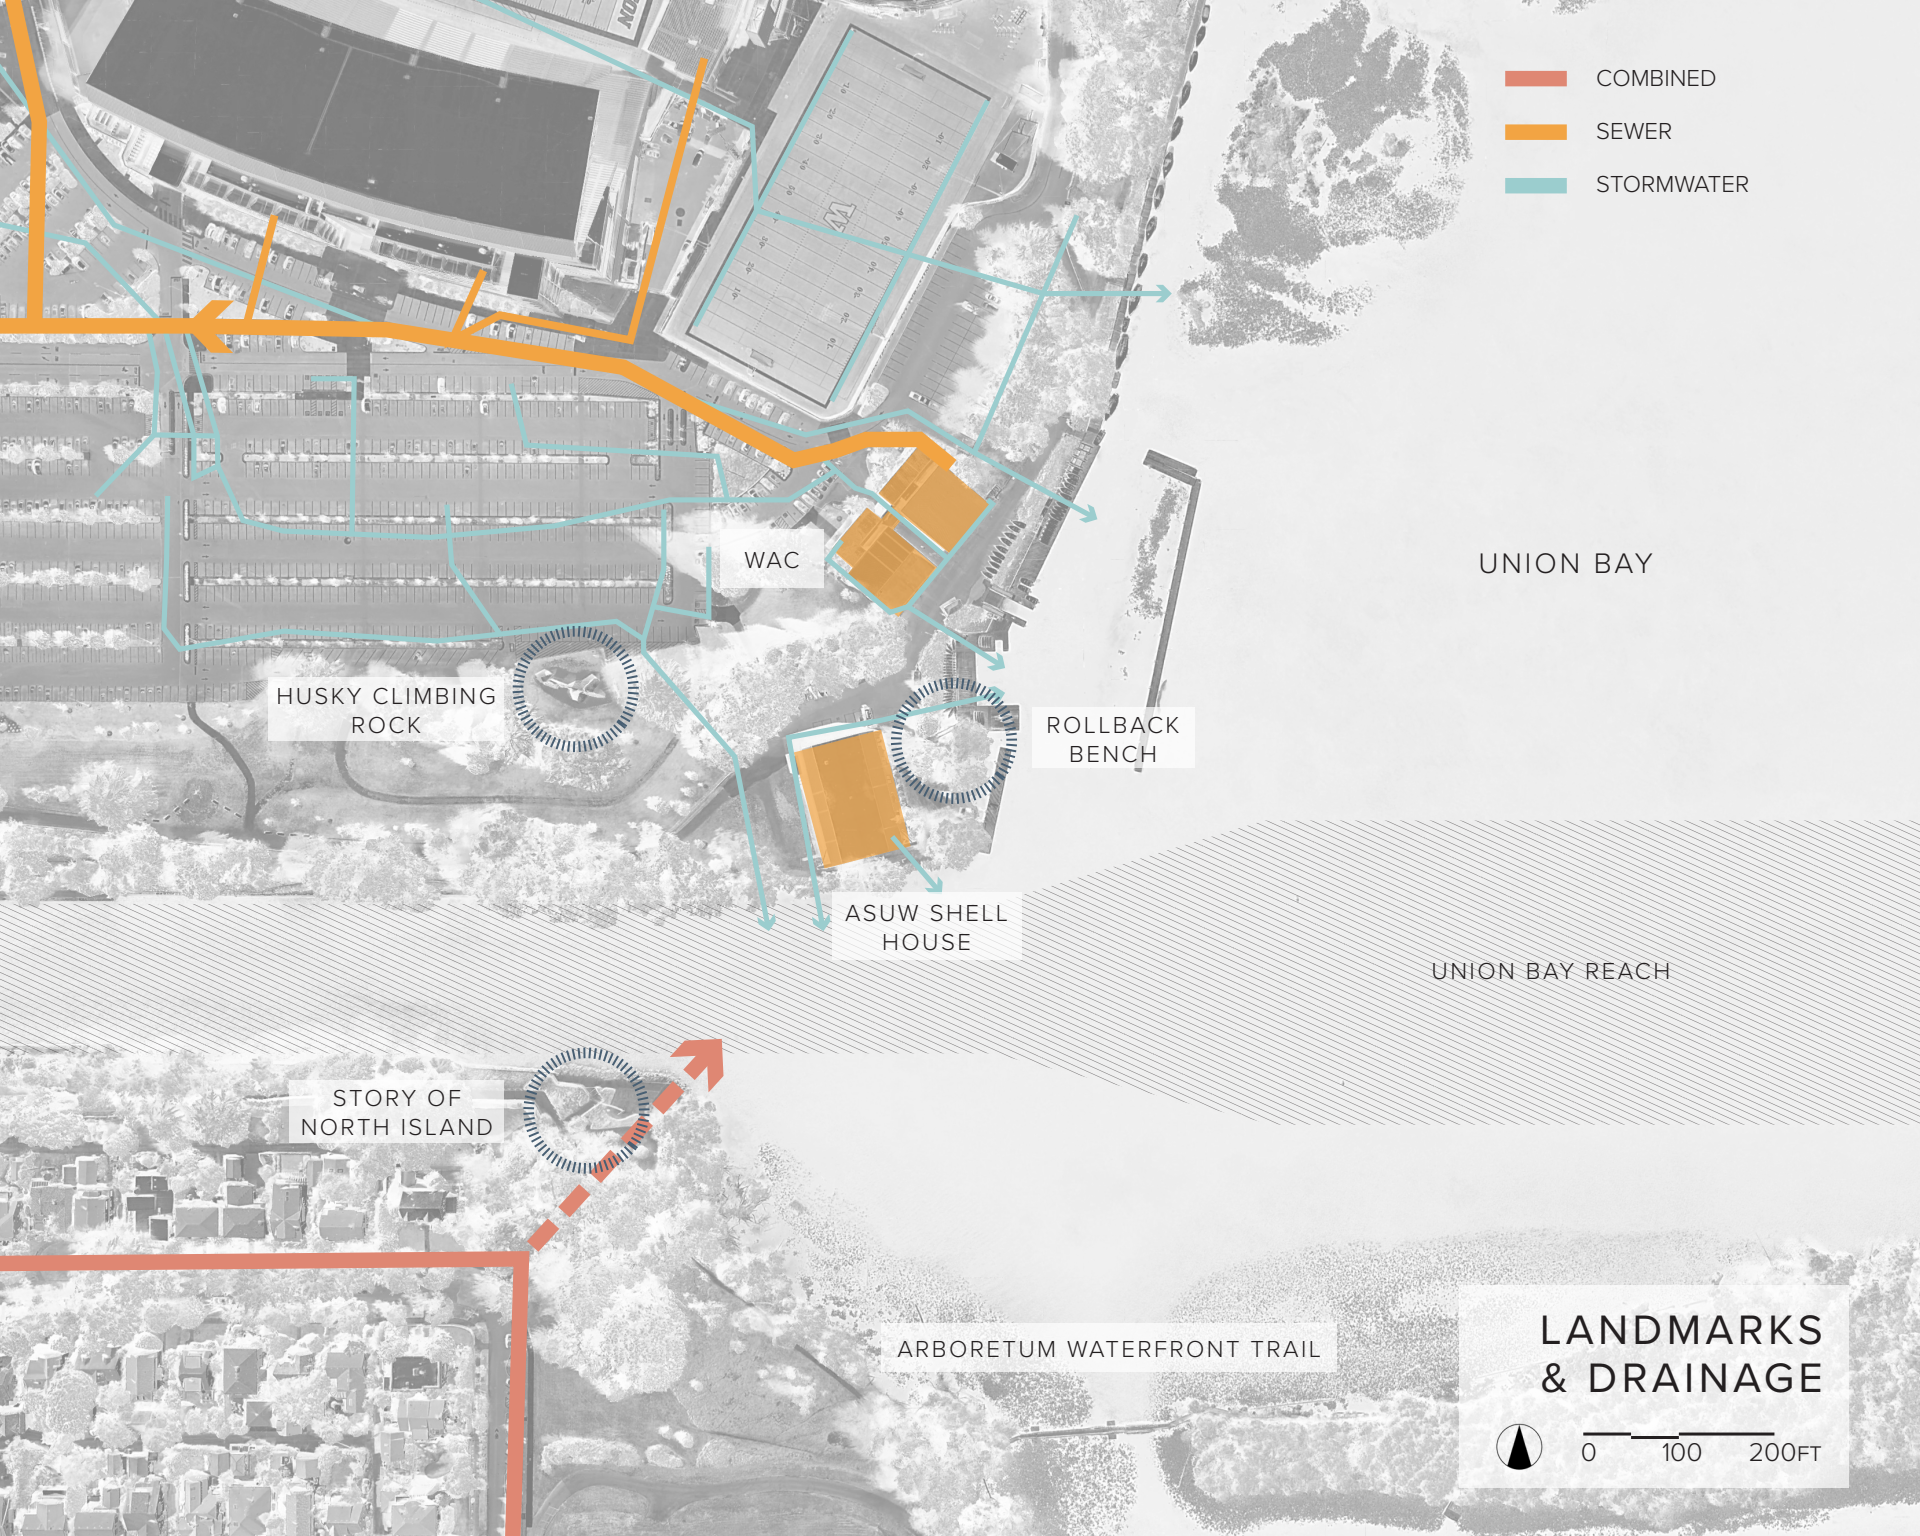 COMBINED
SEWER
STORMWATER
W
UNION BAY
WAC
HUSKY CLIMBING
ROCK
ROLLBACK
BENCH
ASUW SHELL
HOUSE
UNION BAY REACH
STORY OF
NORTH ISLAND
ARBORETUM WATERFRONT TRAIL
LANDMARKS
& DRAINAGE
0 100 200FT